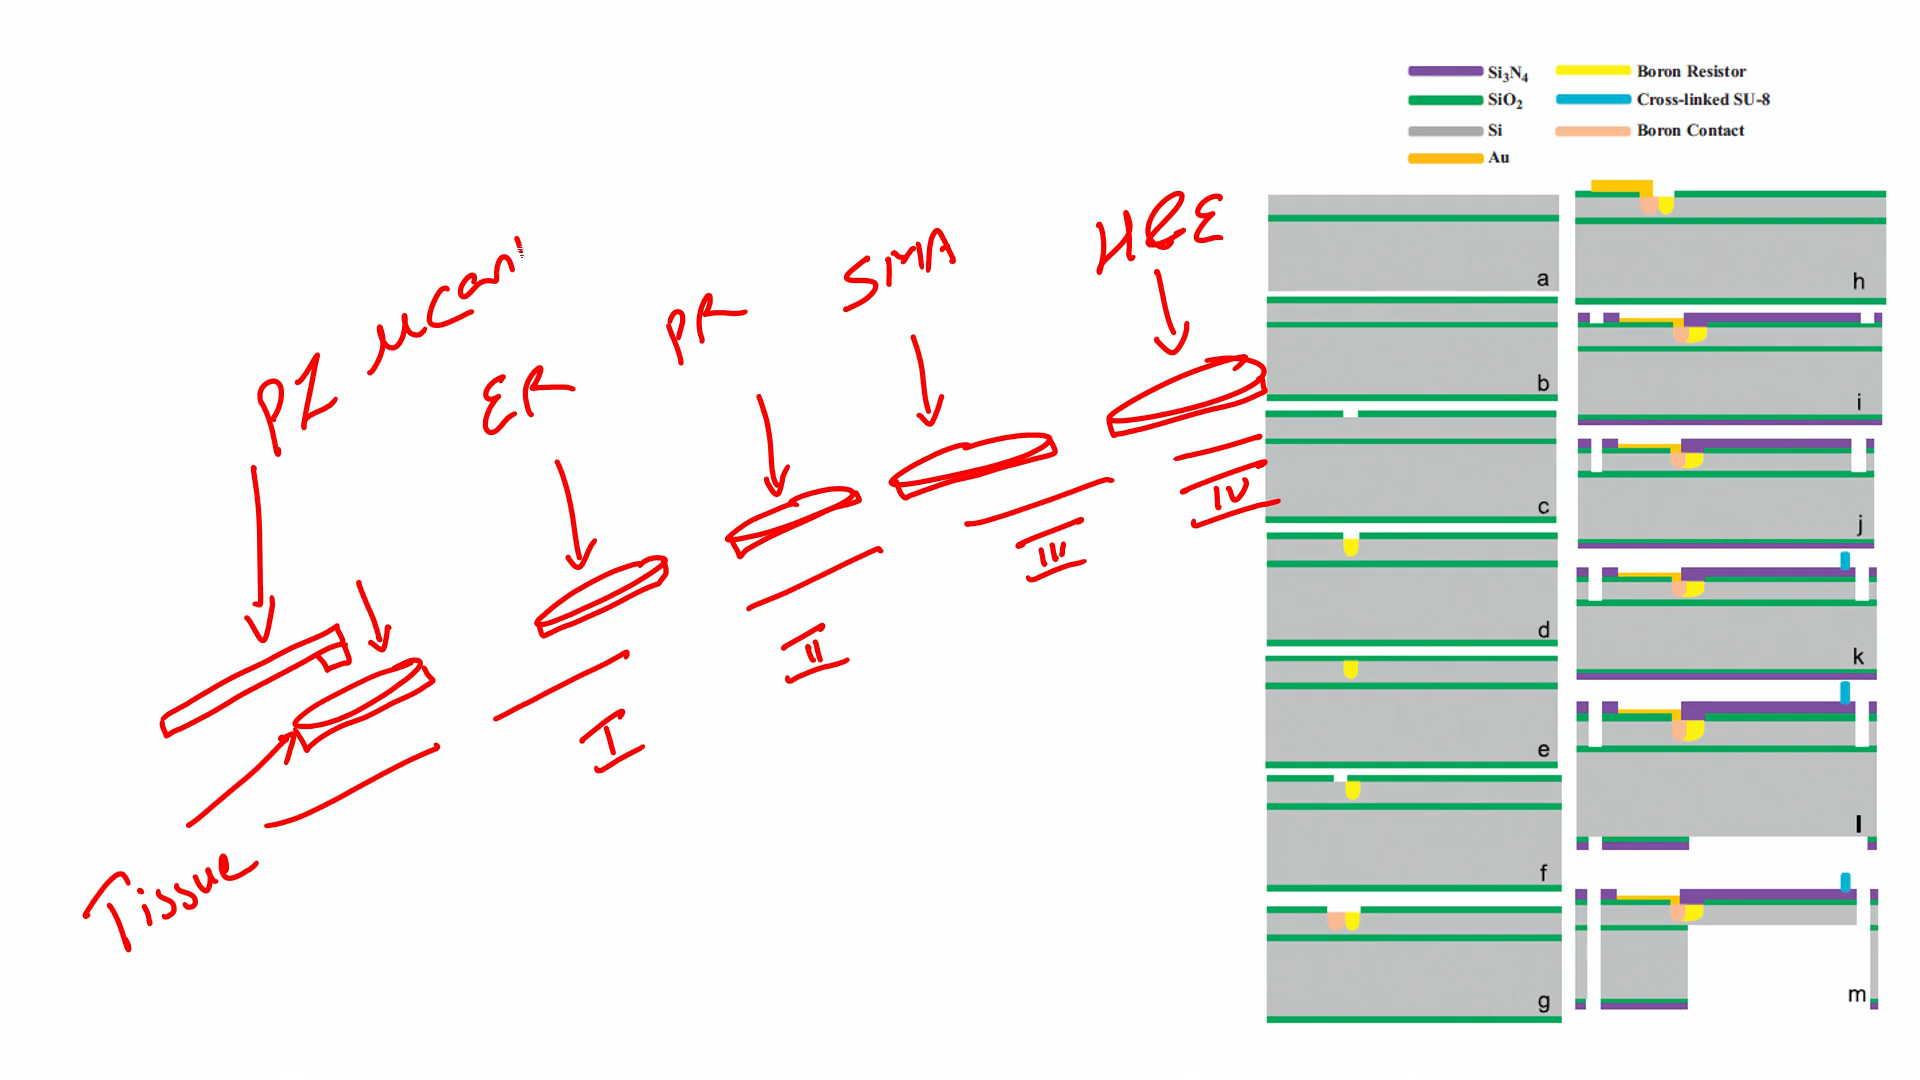 Si3N4
SiO2
Si
Au
Boron Resistor
Cross-linked SU-8
Boron Contact
PZ μCan
ER
PR
SMA
H&E
Tissue
I
II
III
IV
a
b
c
d
e
f
g
h
i
j
k
l
m